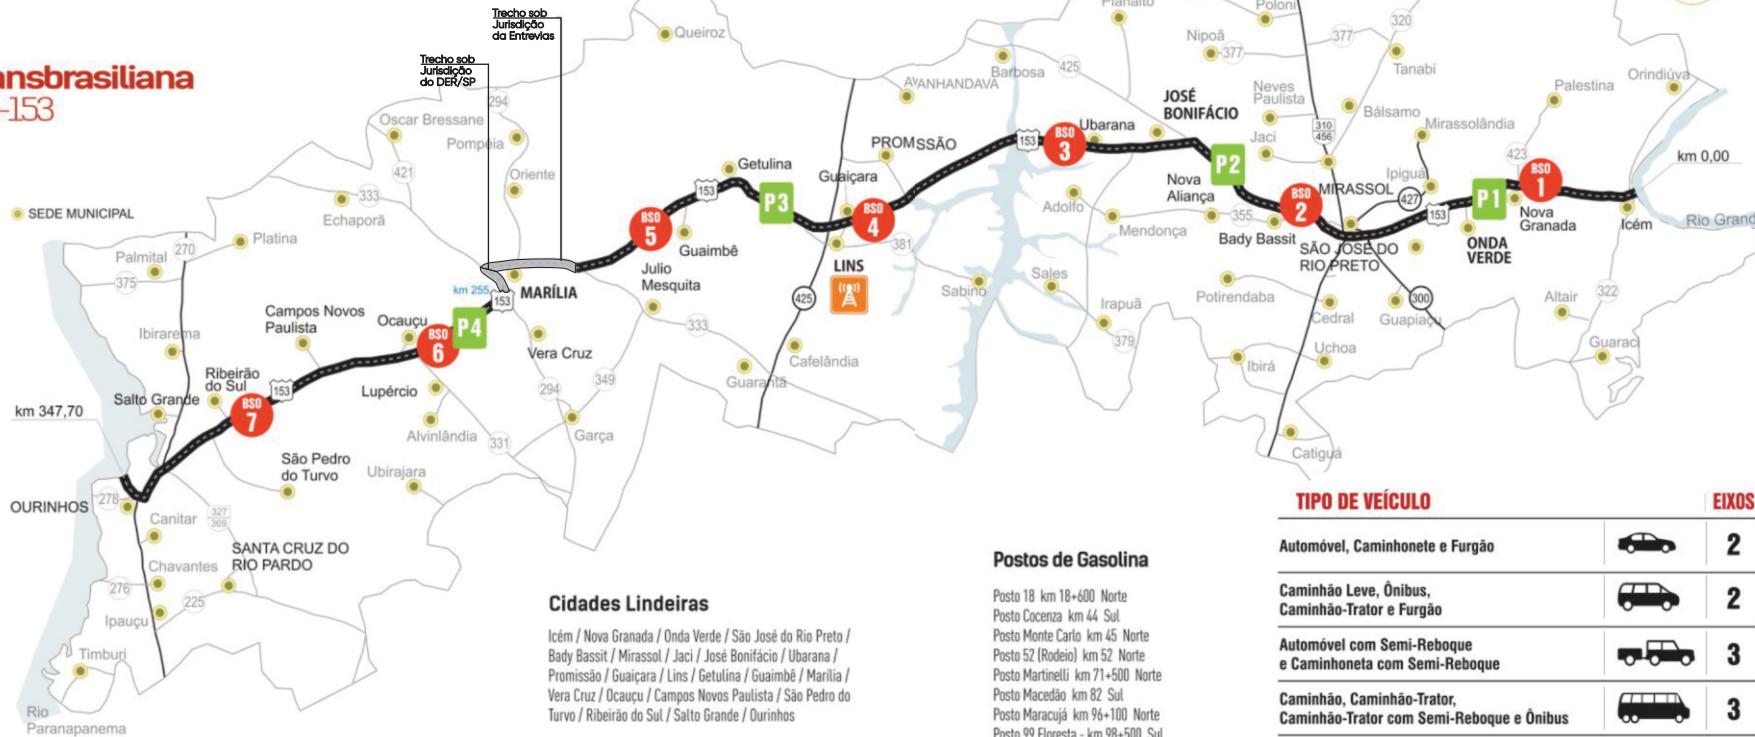 Trecho sob
Jurisdição
da Entrevias
Trecho sob
Jurisdição
do DER/SP
ansbrasiliana
-153
SEDE MUNICIPAL
Queiroz
Planalto
Poloni
Nipoã
377
377
320
Tanabi
Barbosa
425
AVANHANDAVA
Neves
Paulista
Bálsamo
Palestina
Orindiúva
JOSÉ
BONIFÁCIO
Ubarana
Jaci
310
456
Mirassolândia
423
km 0,00
294
Oscar Bressane
Pompéia
421
Oriente
333
Echaporã
Getulina
153
P3
PROMISSÃO
Guaiçara
153
BSO
3
P2
Nova
Aliança
BSO
2
MIRASSOL
Ipiguá
427
153
P1
BSO
1
Nova
Granada
Icém
Rio Grand
ONDA
VERDE
BSO
5
Guaimbê
BSO
4
381
Adolfo
Mendonça
355
Bady Bassit
SÃO JOSÉ DO
RIO PRETO
Julio
Mesquita
LINS
425
Sabino
Sales
Irapuã
379
Potirendaba
Cedral
300
Guapiaçu
Altair
322
Guaraci
Ibirá
Uchoa
Catiguá
Platina
270
Palmital
375
Ibirarema
km 255
153
MARÍLIA
P4
Campos Novos
Paulista
Ocauçu
BSO
6
Vera Cruz
333
Cafelândia
Guarantã
Ribeirão
do Sul
Salto Grande
153
BSO
7
km 347,70
Lupércio
Alvinlândia
294
349
331
Garça
São Pedro
do Turvo
Ubirajara
OURINHOS
278
Canitar
327
369
SANTA CRUZ DO
RIO PARDO
Chavantes
276
225
Ipauçu
Timburi
Rio
Paranapanema
Cidades Lindeiras
Icém / Nova Granada / Onda Verde / São José do Rio Preto /
Bady Bassit / Mirassol / Jaci / José Bonifácio / Ubarana /
Promissão / Guaiçara / Lins / Getulina / Guaimbê / Marília /
Vera Cruz / Ocauçu / Campos Novos Paulista / São Pedro do
Turvo / Ribeirão do Sul / Salto Grande / Ourinhos
Postos de Gasolina
Posto 18 km 18+600 Norte
Posto Cocenza km 44 Sul
Posto Monte Carlo km 45 Norte
Posto 52 (Rodeio) km 52 Norte
Posto Martinelli km 71+500 Norte
Posto Macedão km 82 Sul
Posto Maracujá km 96+100 Norte
Posto 99 Floresta - km 98+500 Sul
TIPO DE VEÍCULO EIXOS
Automóvel, Caminhonete e Furgão 2
Caminhão Leve, Ônibus,
Caminhão-Trator e Furgão 2
Automóvel com Semi-Reboque
e Caminhoneta com Semi-Reboque 3
Caminhão, Caminhão-Trator,
Caminhão-Trator com Semi-Reboque e Ônibus 3